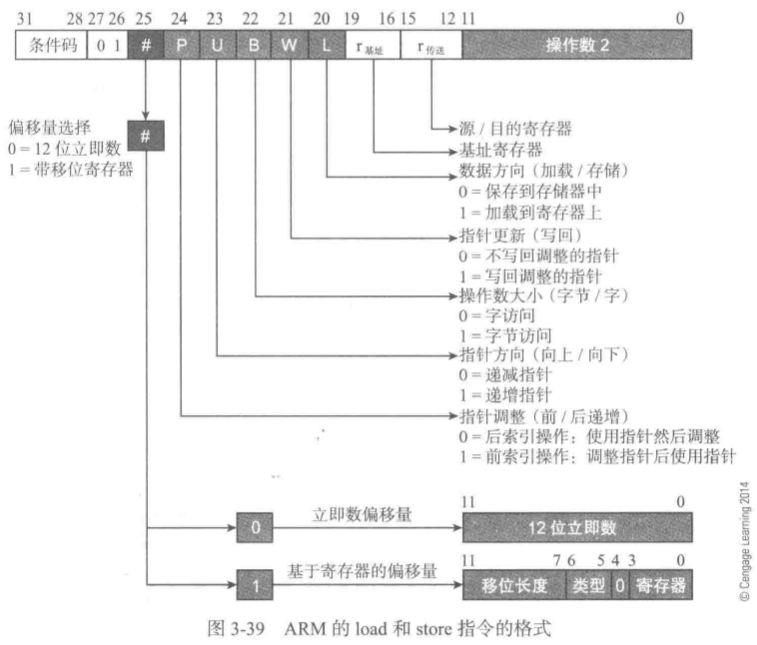 31 28 27 26 25 24 23 22 21 20 19 16 15 12 11 0
条件码 0 1 # P U B W L r基址 r传送 操作数 2
偏移量选择
0 = 12 位立即数
1 = 带移位寄存器
#
源 / 目的寄存器
基址寄存器
数据方向（加载 / 存储）
0 = 保存到存储器中
1 = 加载到寄存器上
指针更新（写回）
0 = 不写回调整的指针
1 = 写回调整的指针
操作数大小（字节 / 字）
0 = 字访问
1 = 字节访问
指针方向（向上 / 向下）
0 = 递减指针
1 = 递增指针
指针调整（前 / 后递增）
0 = 后索引操作：使用指针然后调整
1 = 前索引操作：调整指针后使用指针
11 0
0 立即数偏移量 12 位立即数
11 7 6 5 4 3 0
1 基于寄存器的偏移量 移位长度 类型 0 寄存器
© Cengage Learning 2014
图 3-39 ARM 的 load 和 store 指令的格式